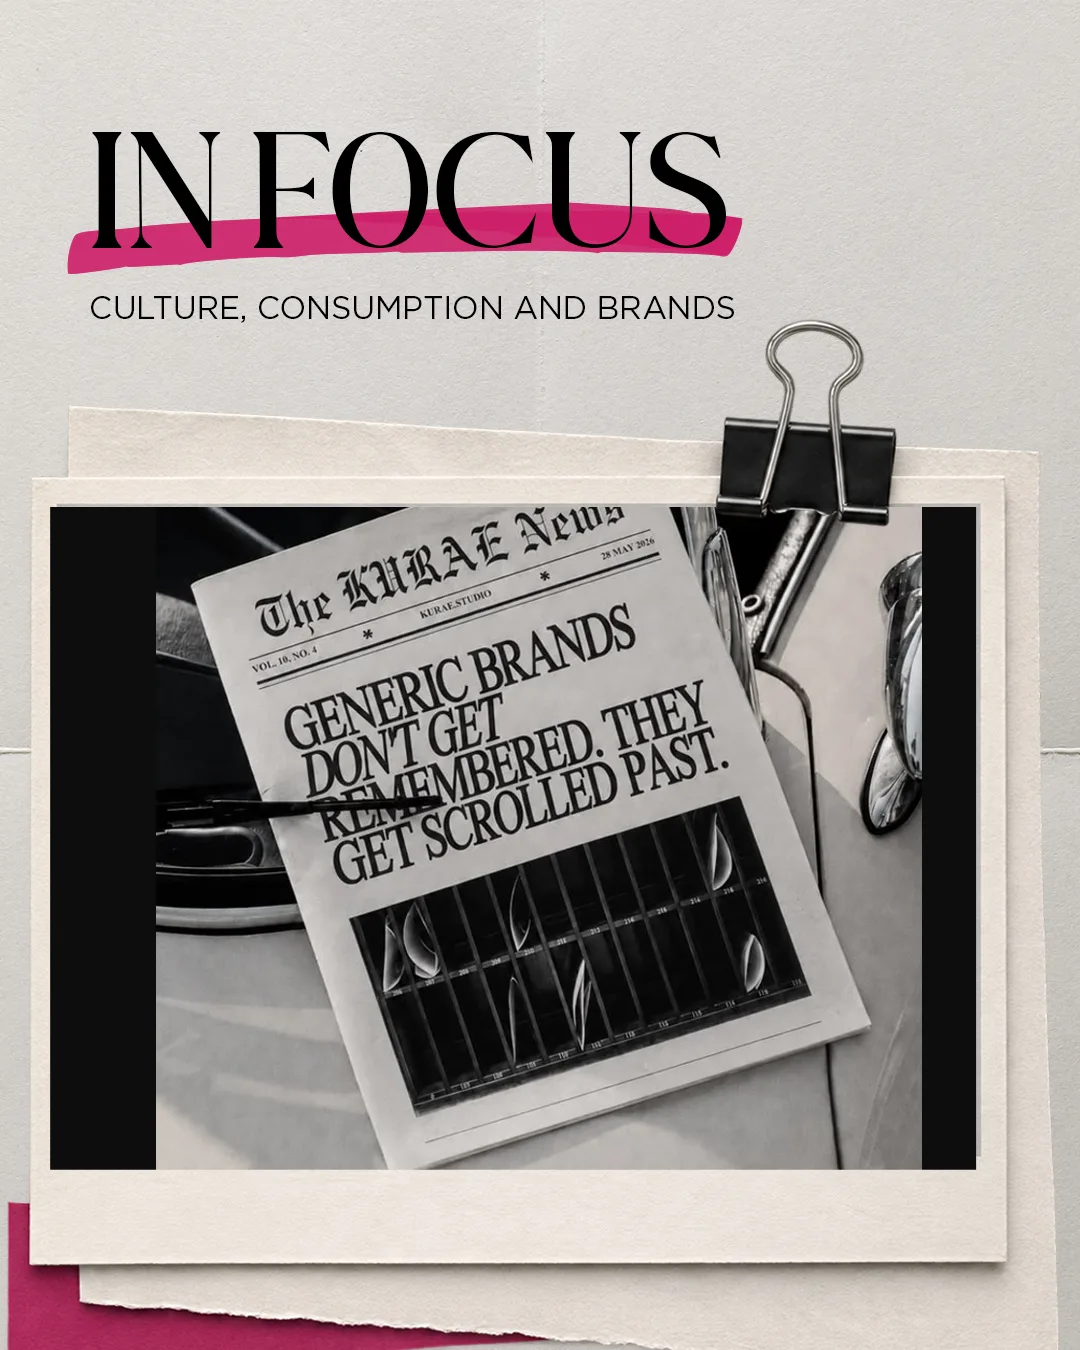 IN FOCUS
CULTURE, CONSUMPTION AND BRANDS
The KURAE News
VOL. 10, NO. 4 * KURAE.STUDIO * 28 MAY 2026
GENERIC BRANDS
DON'T GET
REMEMBERED. THEY
GET SCROLLED PAST.